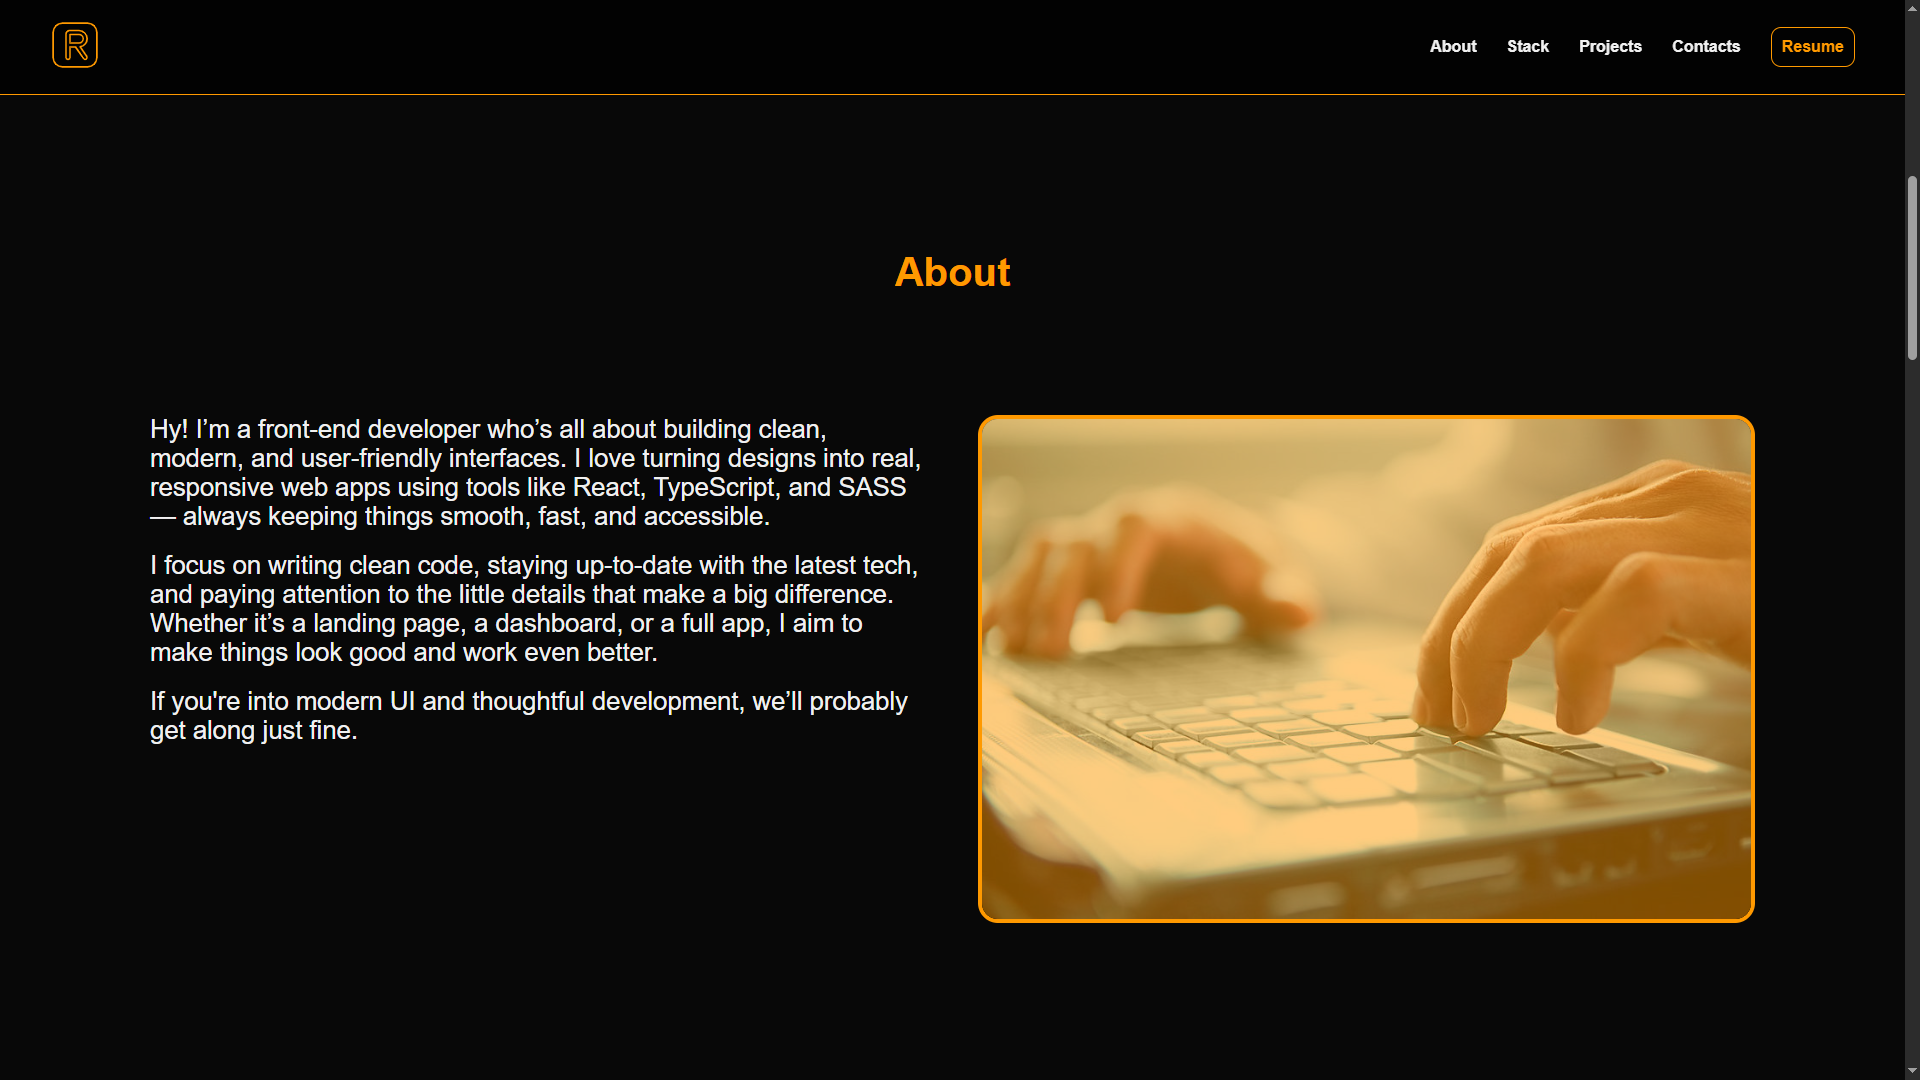 R
About
Stack
Projects
Contacts
Resume
About
Hy! I’m a front-end developer who’s all about building clean,
modern, and user-friendly interfaces. I love turning designs into real,
responsive web apps using tools like React, TypeScript, and SASS
— always keeping things smooth, fast, and accessible.
I focus on writing clean code, staying up-to-date with the latest tech,
and paying attention to the little details that make a big difference.
Whether it’s a landing page, a dashboard, or a full app, I aim to
make things look good and work even better.
If you're into modern UI and thoughtful development, we’ll probably
get along just fine.